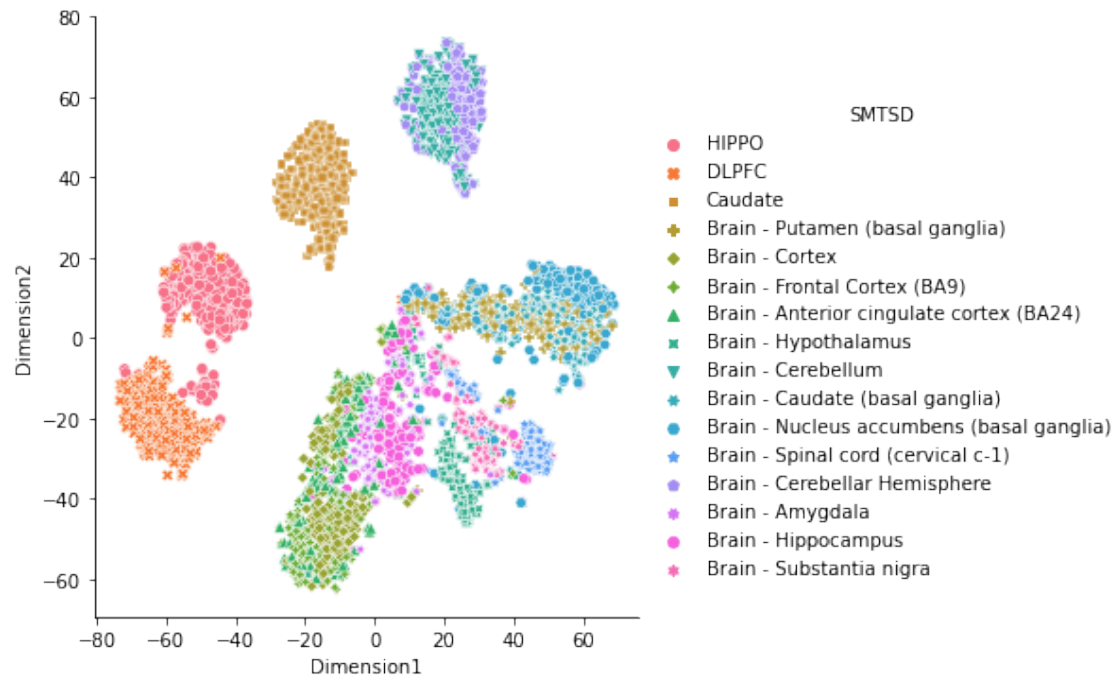 80
60
40
20
0
−20
−40
−60
Dimension2
−80
−60
−40
−20
0
20
40
60
Dimension1
SMTSD
HIPPO
DLPFC
Caudate
Brain - Putamen (basal ganglia)
Brain - Cortex
Brain - Frontal Cortex (BA9)
Brain - Anterior cingulate cortex (BA24)
Brain - Hypothalamus
Brain - Cerebellum
Brain - Caudate (basal ganglia)
Brain - Nucleus accumbens (basal ganglia)
Brain - Spinal cord (cervical c-1)
Brain - Cerebellar Hemisphere
Brain - Amygdala
Brain - Hippocampus
Brain - Substantia nigra